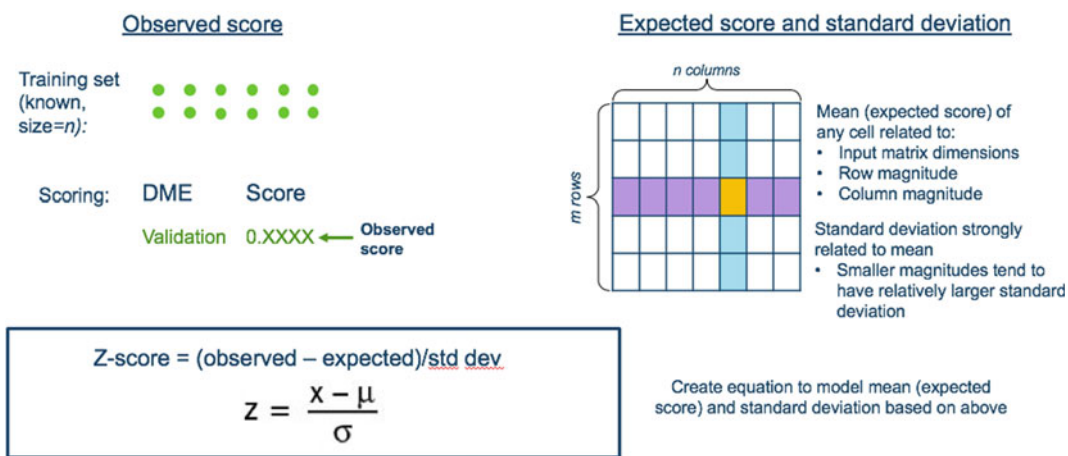 Observed score
Training set
(known,
size=n):
Scoring:
DME
Score
Validation
0.XXXX
Observed
score
Expected score and standard deviation
n columns
m rows
Mean (expected score) of
any cell related to:
• Input matrix dimensions
• Row magnitude
• Column magnitude
Standard deviation strongly
related to mean
• Smaller magnitudes tend to
have relatively larger standard
deviation
Z-score = (observed – expected)/std dev
z = (x – μ)/σ
Create equation to model mean (expected
score) and standard deviation based on above